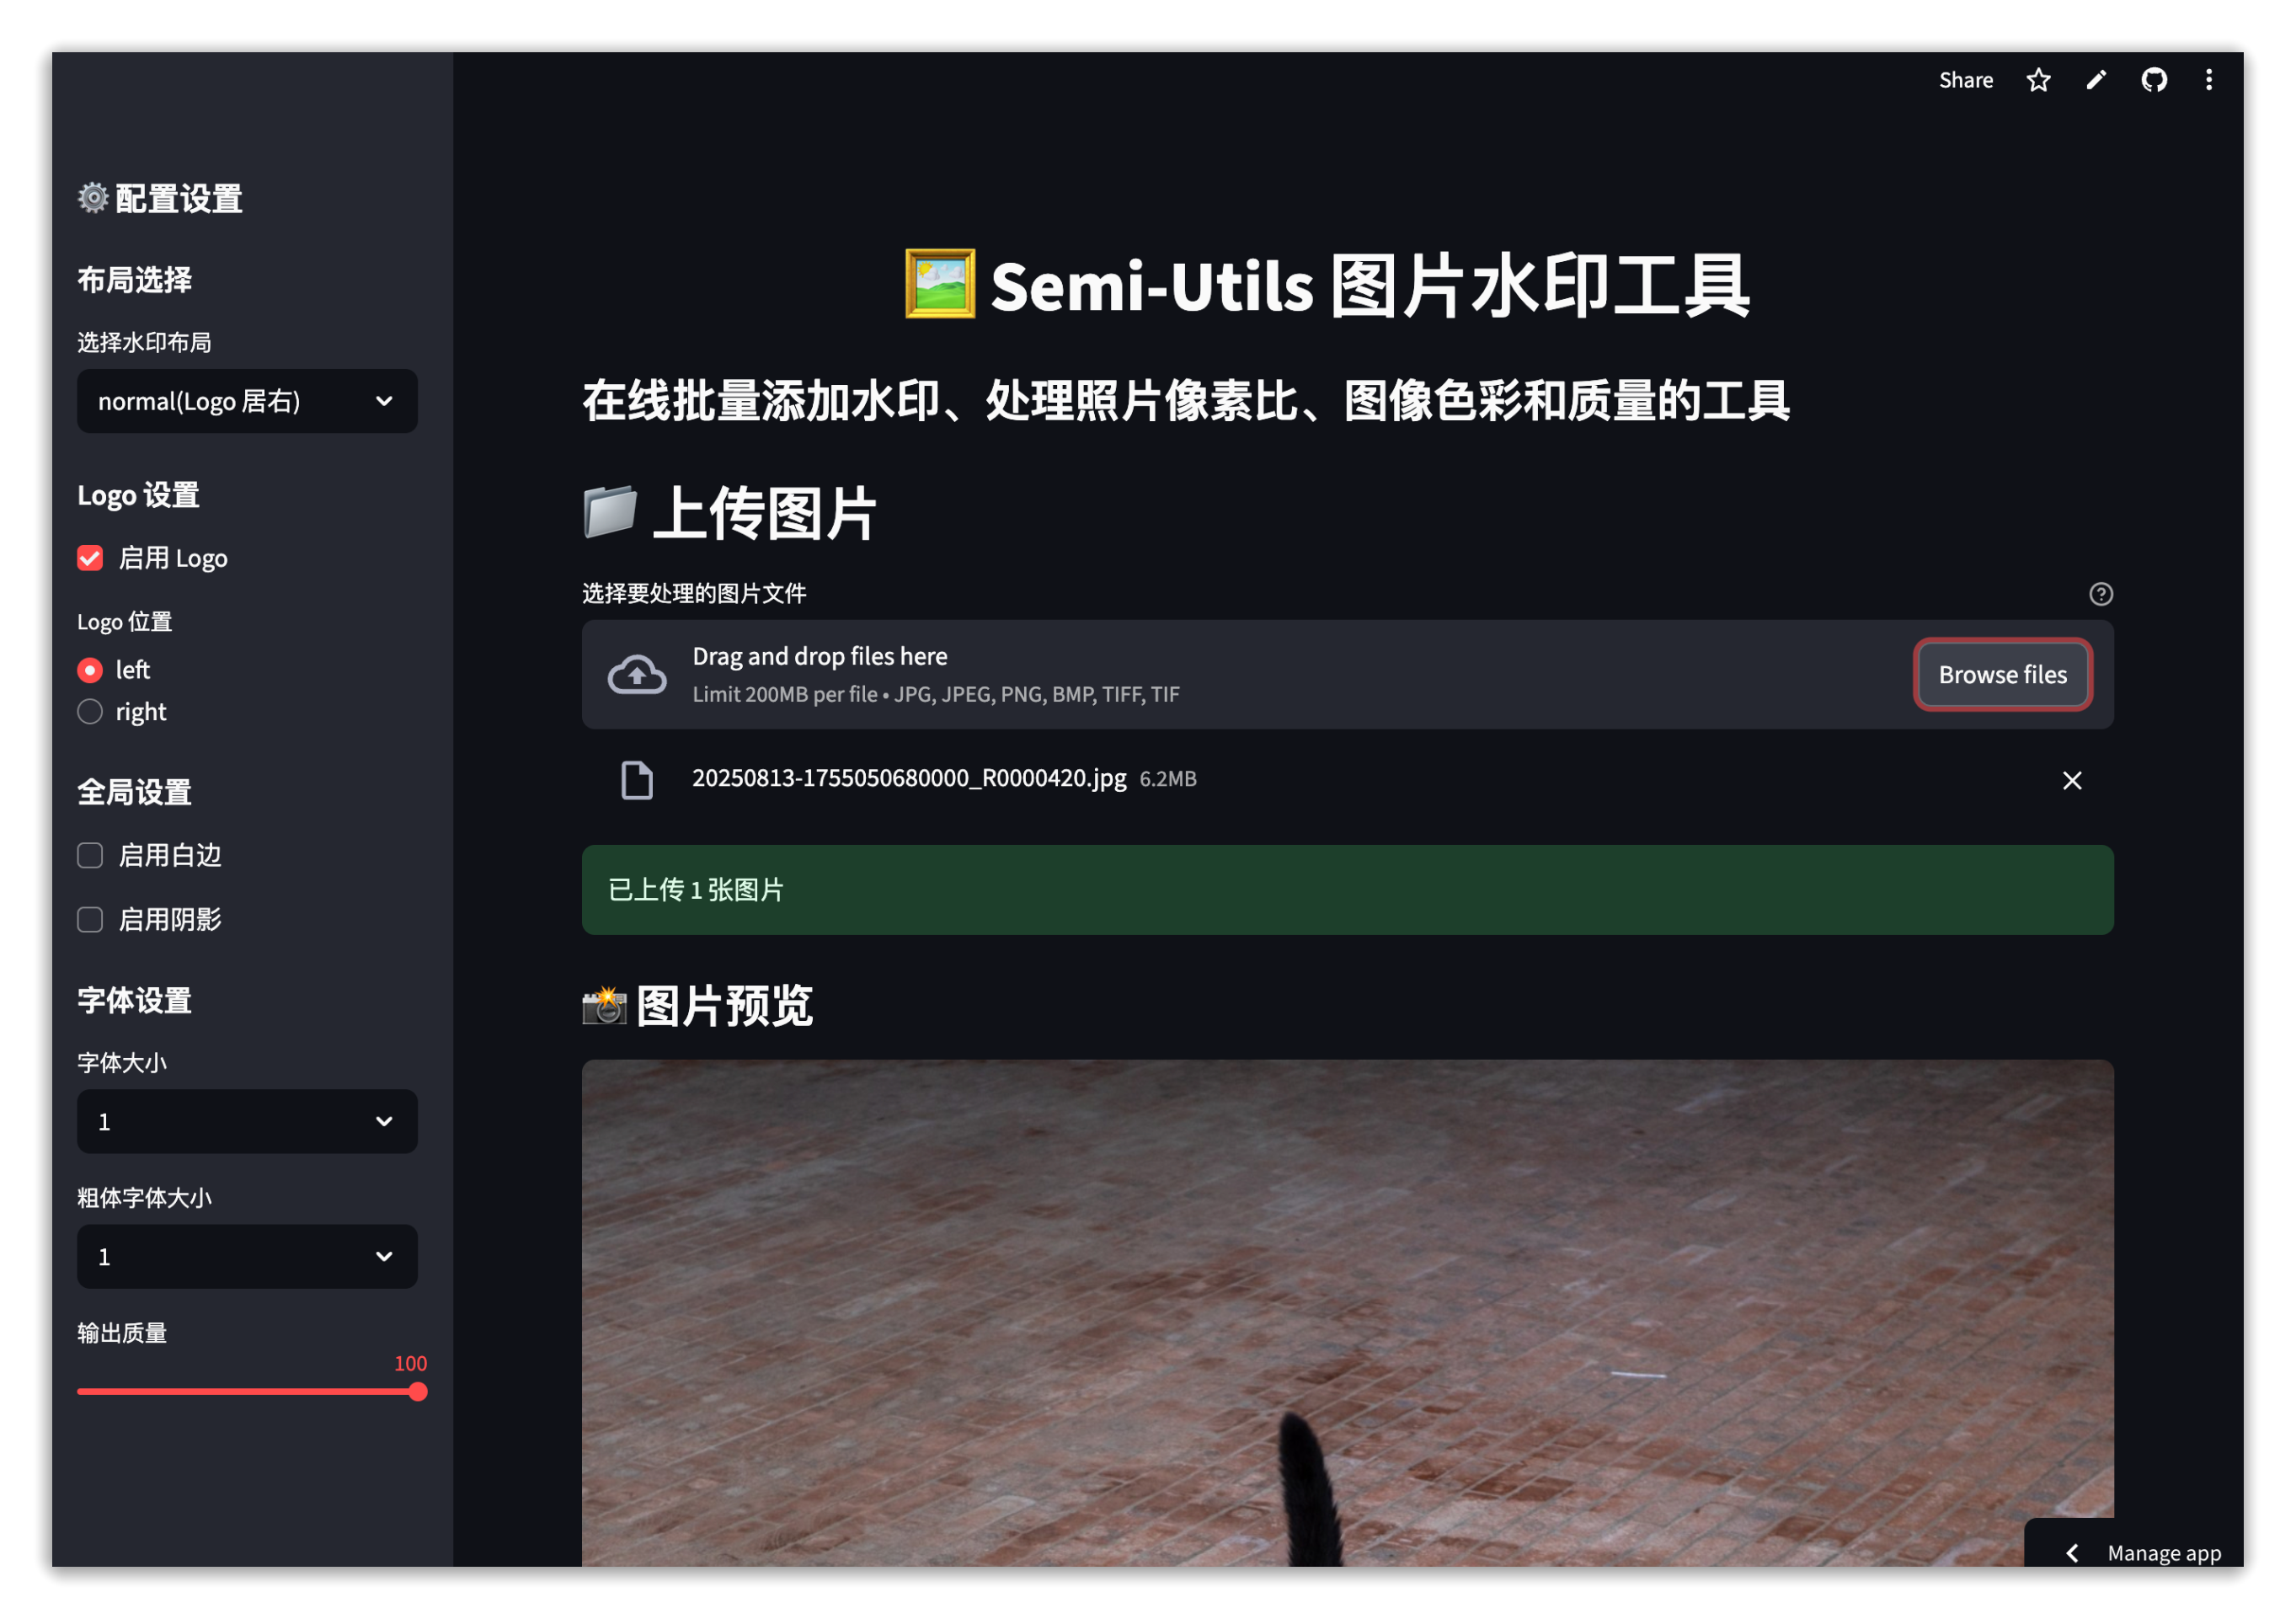 Share
配置设置
布局选择
选择水印布局
normal(Logo 居右)
Logo 设置
启用 Logo
Logo 位置
left
right
全局设置
启用白边
启用阴影
字体设置
字体大小
1
粗体字体大小
1
输出质量
100
Semi-Utils 图片水印工具
在线批量添加水印、处理照片像素比、图像色彩和质量的工具
上传图片
选择要处理的图片文件
Drag and drop files here
Limit 200MB per file • JPG, JPEG, PNG, BMP, TIFF, TIF
Browse files
20250813-1755050680000_R0000420.jpg 6.2MB
已上传 1 张图片
图片预览
Manage app